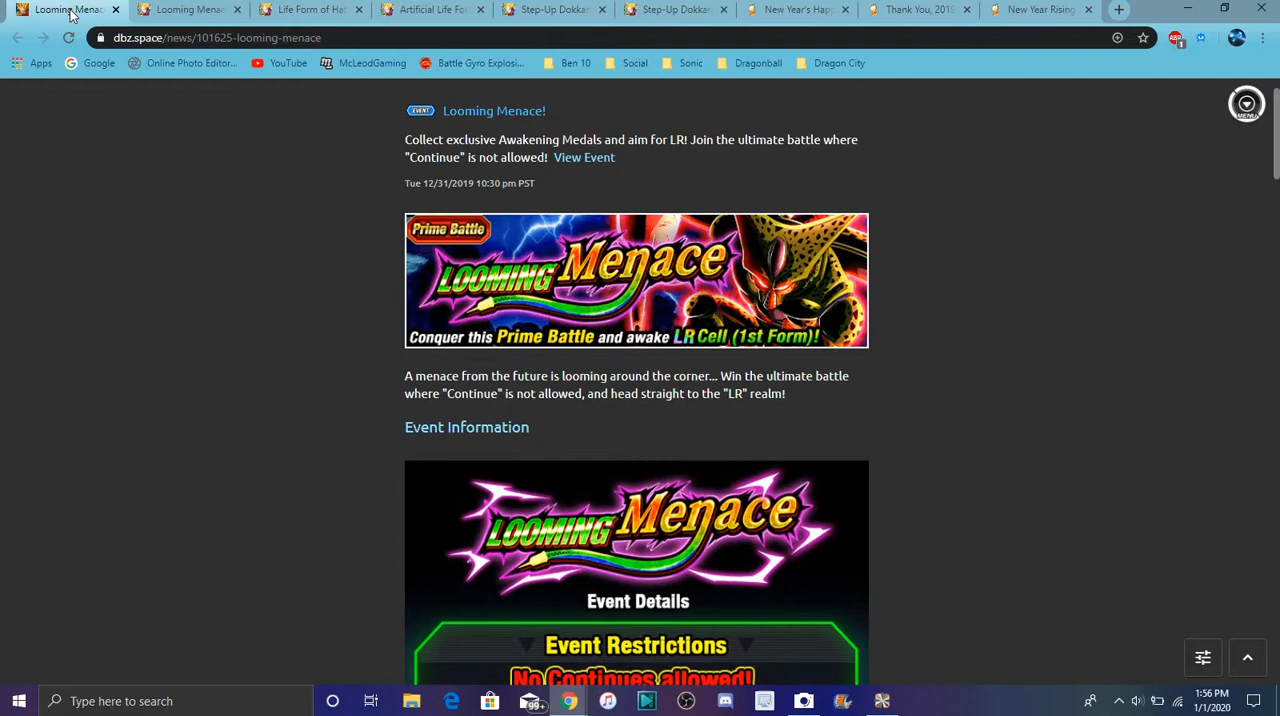 Looming Menac
Looming Menac
Life Form of Hat
Artificial Life For
Step-Up Dokkan
Step-Up Dokkan
New Year's Happ
Thank You, 2019
New Year Rising
dbz.space/news/101625-looming-menace
ABP
1
Apps
Google
Online Photo Editor...
YouTube
McLeodGaming
Battle Gyro Explosi...
Ben 10
Social
Sonic
Dragonball
Dragon City
EVENT
Looming Menace!
MENU
Collect exclusive Awakening Medals and aim for LR! Join the ultimate battle where
"Continue" is not allowed! View Event
Tue 12/31/2019 10:30 pm PST
Prime Battle
LOOMING Menace
Conquer this Prime Battle and awake LR Cell (1st Form)!
A menace from the future is looming around the corner... Win the ultimate battle
where "Continue" is not allowed, and head straight to the "LR" realm!
Event Information
LOOMING Menace
Event Details
Event Restrictions
No Continues allowed!
Type here to search
99+
1:56 PM
1/1/2020